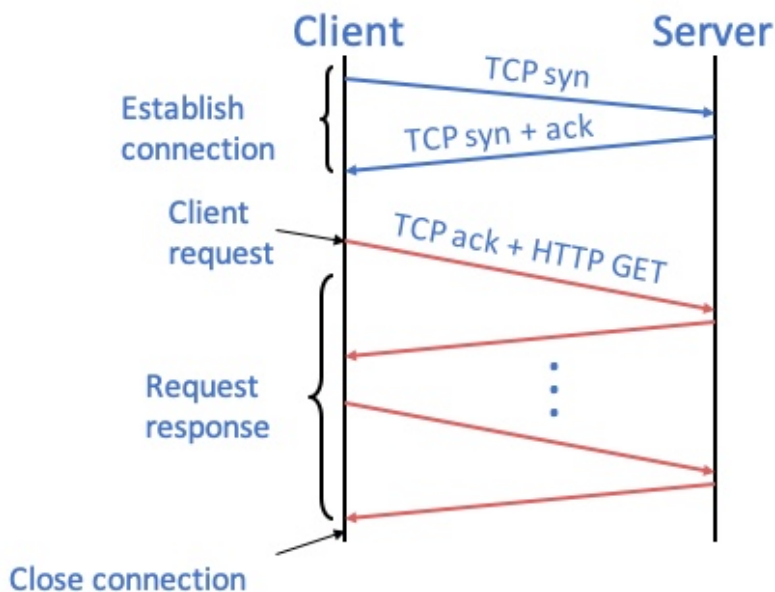 Client
Server
TCP syn
Establish
connection
TCP syn + ack
Client
request
TCP ack + HTTP GET
Request
response
Close connection